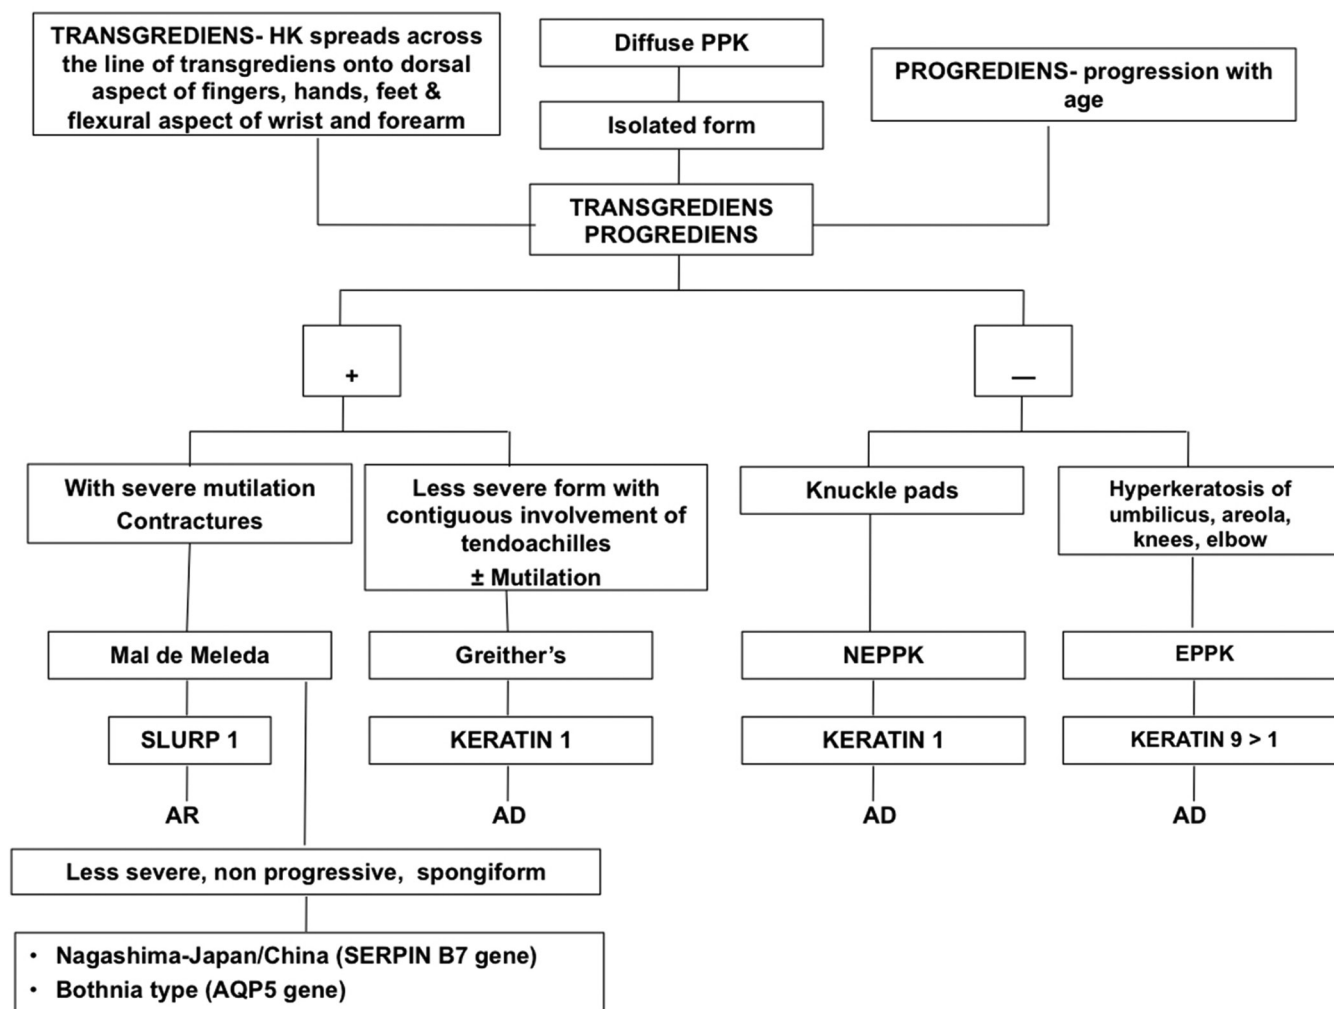 TRANSGREDIENS- HK spreads across
the line of transgrediens onto dorsal
aspect of fingers, hands, feet &
flexural aspect of wrist and forearm
Diffuse PPK
PROGREDIENS- progression with
age
Isolated form
TRANSGREDIENS
PROGREDIENS
+
—
With severe mutilation
Contractures
Less severe form with
contiguous involvement of
tendoachilles
± Mutilation
Knuckle pads
Hyperkeratosis of
umbilicus, areola,
knees, elbow
Mal de Meleda
Greither’s
NEPPK
EPPK
SLURP 1
KERATIN 1
KERATIN 1
KERATIN 9 > 1
AR
AD
AD
AD
Less severe, non progressive, spongiform
• Nagashima-Japan/China (SERPIN B7 gene)
• Bothnia type (AQP5 gene)